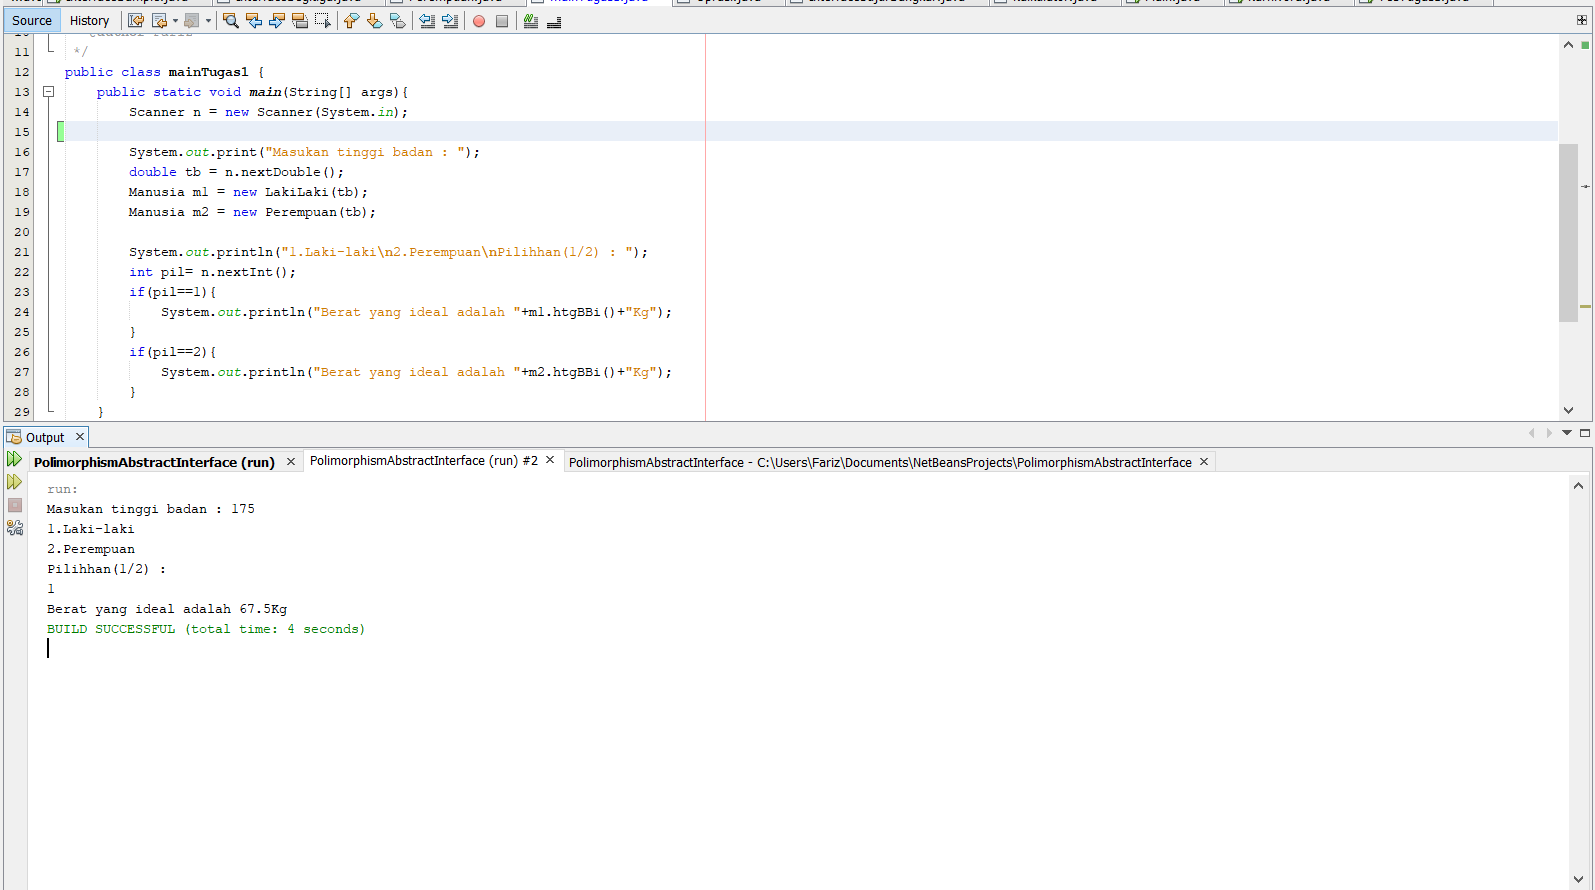 Source History
11 */
12 public class mainTugas1 {
13 public static void main(String[] args){
14 Scanner n = new Scanner(System.in);
15
16 System.out.print("Masukan tinggi badan : ");
17 double tb = n.nextDouble();
18 Manusia m1 = new LakiLaki(tb);
19 Manusia m2 = new Perempuan(tb);
20
21 System.out.println("1.Laki-laki\n2.Perempuan\nPilihhan(1/2) : ");
22 int pil= n.nextInt();
23 if(pil==1){
24 System.out.println("Berat yang ideal adalah "+m1.htgBBi()+"Kg");
25 }
26 if(pil==2){
27 System.out.println("Berat yang ideal adalah "+m2.htgBBi()+"Kg");
28 }
29 }
Output
PolimorphismAbstractInterface (run) PolimorphismAbstractInterface (run) #2 PolimorphismAbstractInterface - C:\Users\Fariz\Documents\NetBeansProjects\PolimorphismAbstractInterface
run:
Masukan tinggi badan : 175
1.Laki-laki
2.Perempuan
Pilihhan(1/2) :
1
Berat yang ideal adalah 67.5Kg
BUILD SUCCESSFUL (total time: 4 seconds)